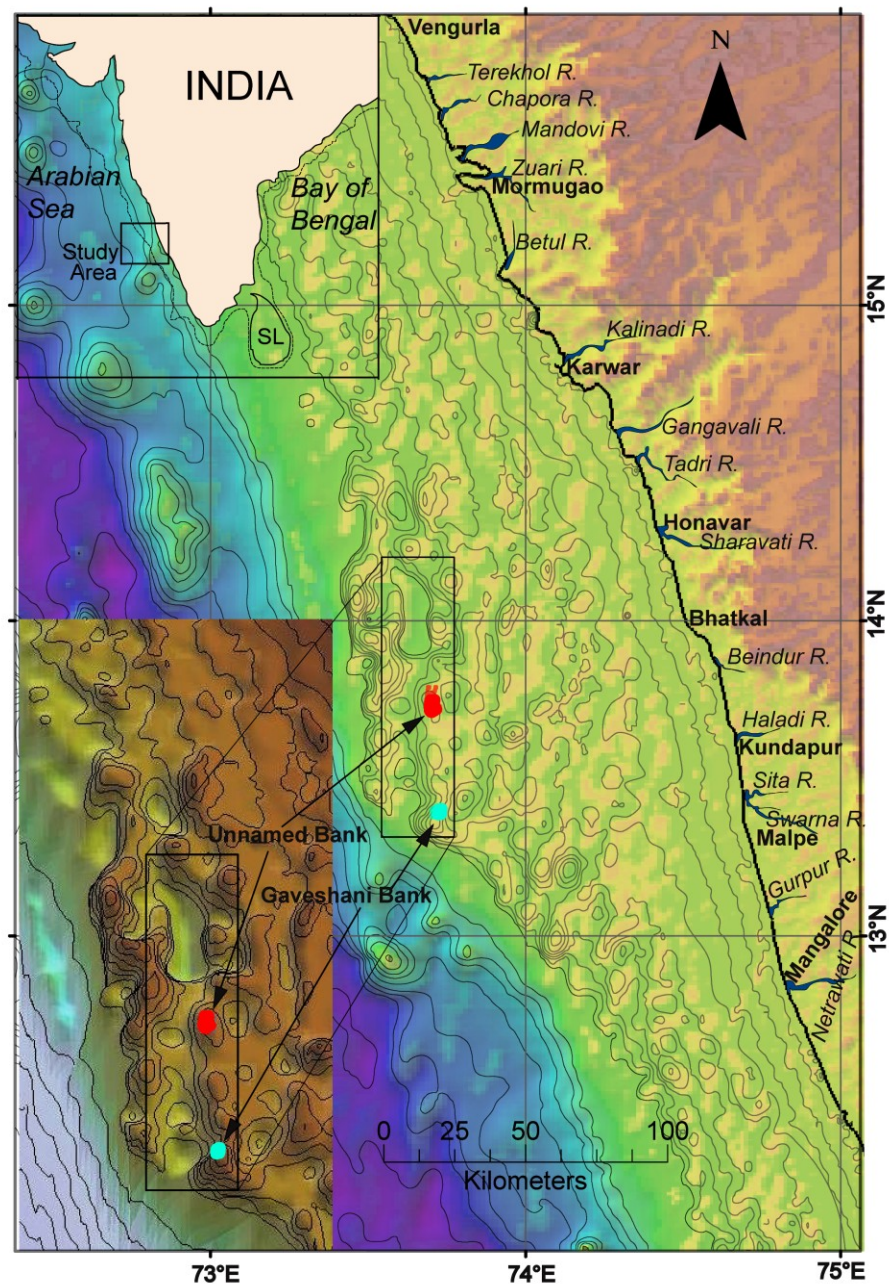 Vengurla
INDIA
N
Terekhol R.
Chapora R.
Mandovi R.
Arabian
Sea
Bay of
Bengal
Zuari R.
Mormugao
Study
Area
Betul R.
SL
15°N
Kalinadi R.
Karwar
Gangavali R.
Tadri R.
Honavar
Sharavati R.
14°N
Bhatkal
Beindur R.
Haladi R.
Kundapur
Sita R.
Swarna R.
Malpe
Unnamed Bank
Gaveshani Bank
Gurpur R.
13°N
Mangalore
Netrawati R.
0 25 50 100
Kilometers
73°E 74°E 75°E